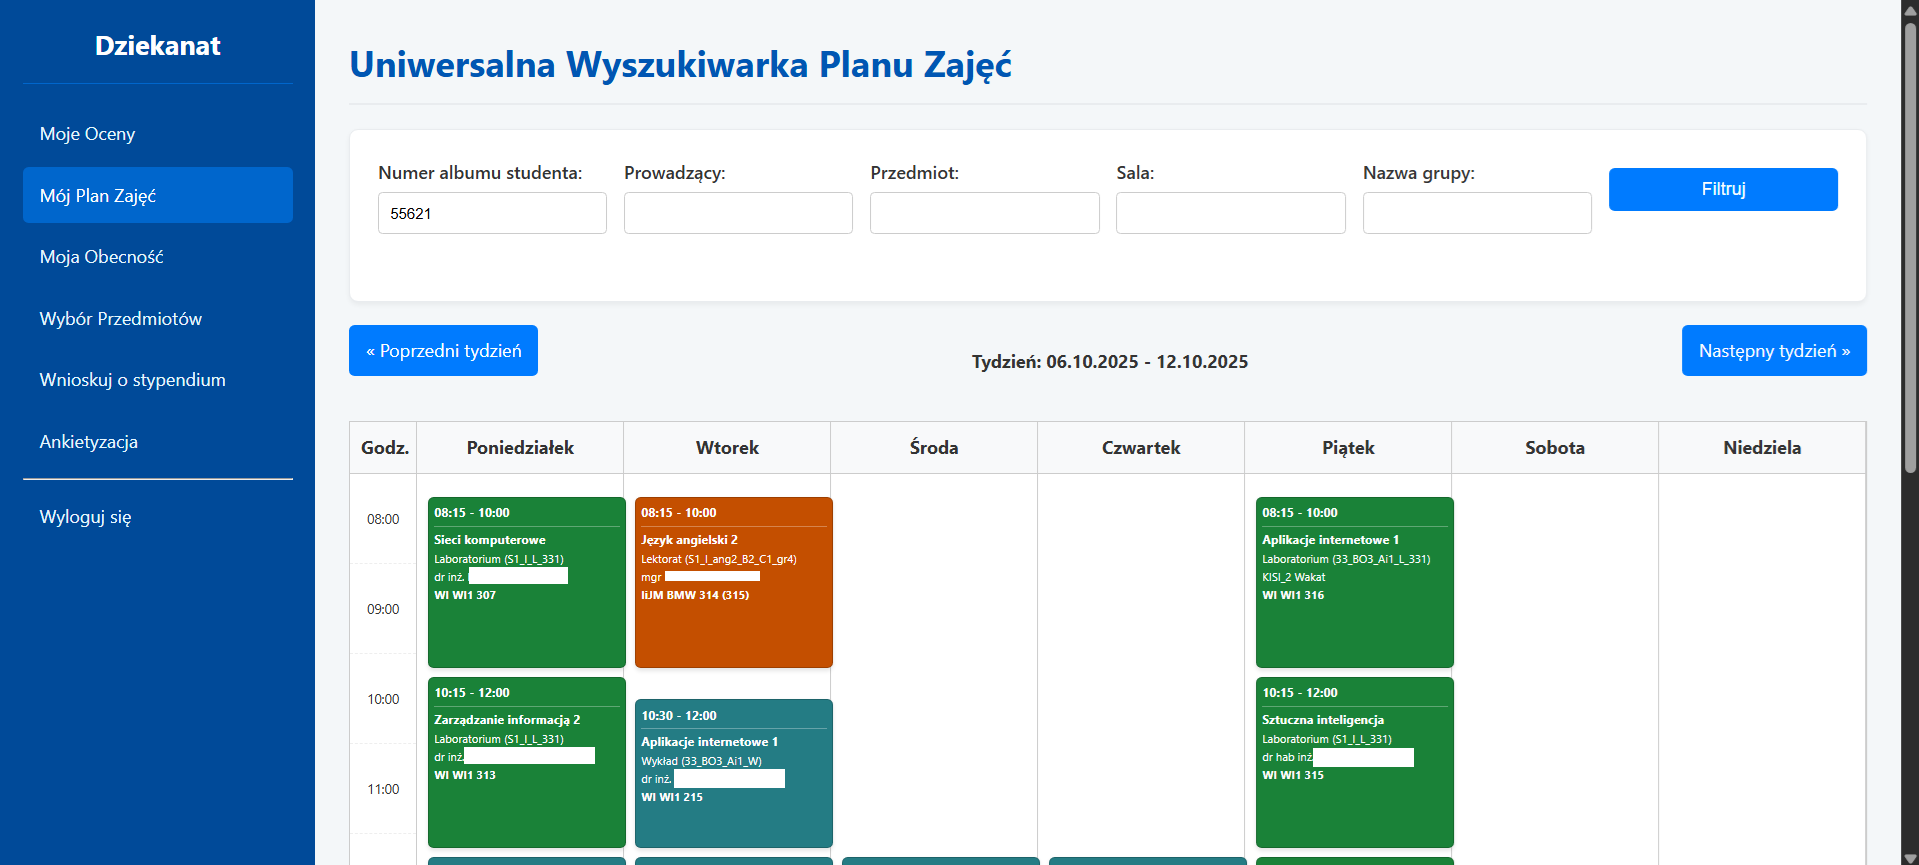 Dziekanat
Moje Oceny
Mój Plan Zajęć
Moja Obecność
Wybór Przedmiotów
Wnioskuj o stypendium
Ankietyzacja
Wyloguj się
Uniwersalna Wyszukiwarka Planu Zajęć
Numer albumu studenta:
55621
Prowadzący:
Przedmiot:
Sala:
Nazwa grupy:
Filtruj
« Poprzedni tydzień
Tydzień: 06.10.2025 - 12.10.2025
Następny tydzień »
Godz. Poniedziałek Wtorek Środa Czwartek Piątek Sobota Niedziela
08:00
09:00
10:00
11:00
08:15 - 10:00
Sieci komputerowe
Laboratorium (S1_I_L_331)
dr inż.
WI WI1 307
10:15 - 12:00
Zarządzanie informacją 2
Laboratorium (S1_I_L_331)
dr inż.
WI WI1 313
08:15 - 10:00
Język angielski 2
Lektorat (S1_I_ang2_B2_C1_gr4)
mgr
IiJM BMW 314 (315)
10:30 - 12:00
Aplikacje internetowe 1
Wykład (33_BO3_Ai1_W)
dr inż.
WI WI1 215
08:15 - 10:00
Aplikacje internetowe 1
Laboratorium (33_BO3_Ai1_L_331)
KISI_2 Wakat
WI WI1 316
10:15 - 12:00
Sztuczna inteligencja
Laboratorium (S1_I_L_331)
dr hab inż.
WI WI1 315